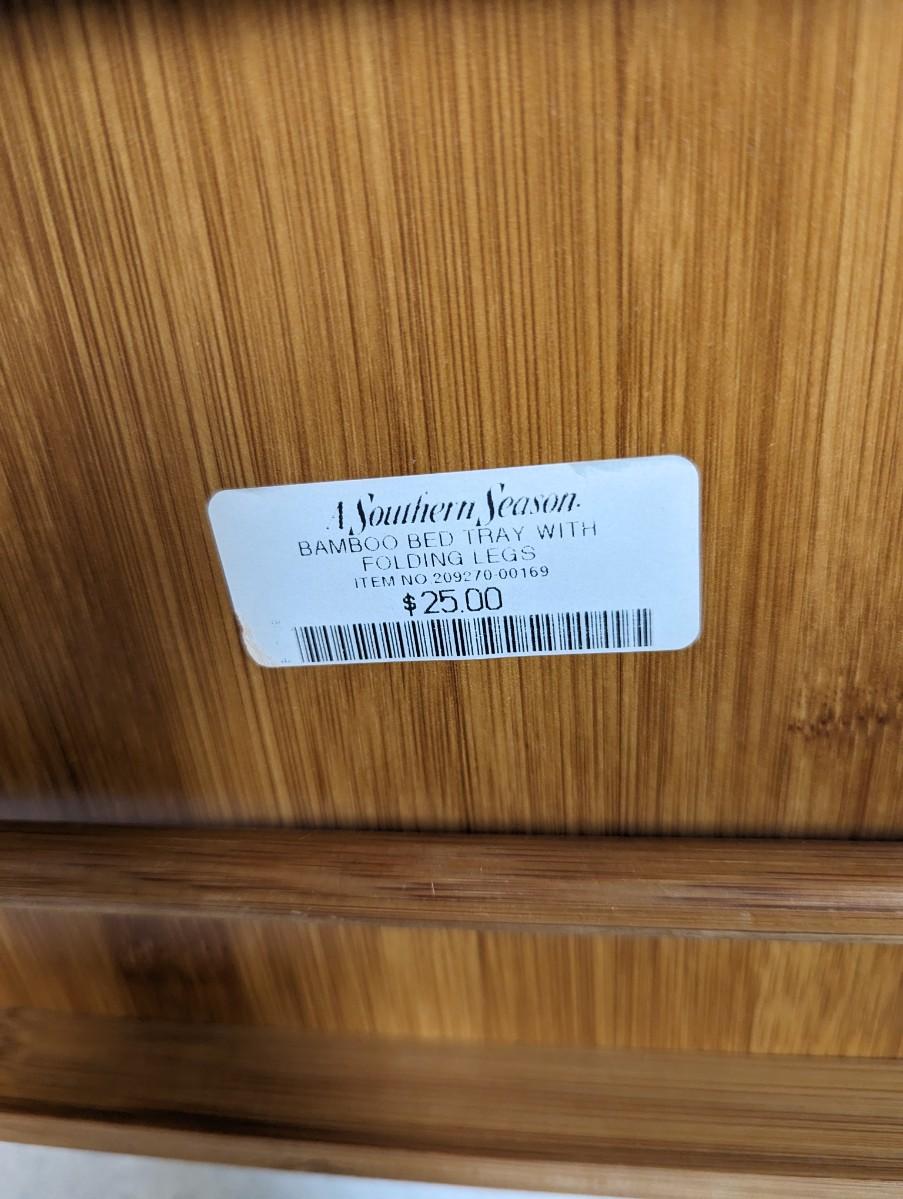 A Southern Season.
BAMBOO BED TRAY WITH
FOLDING LEGS
ITEM NO 209270-00169
$25.00